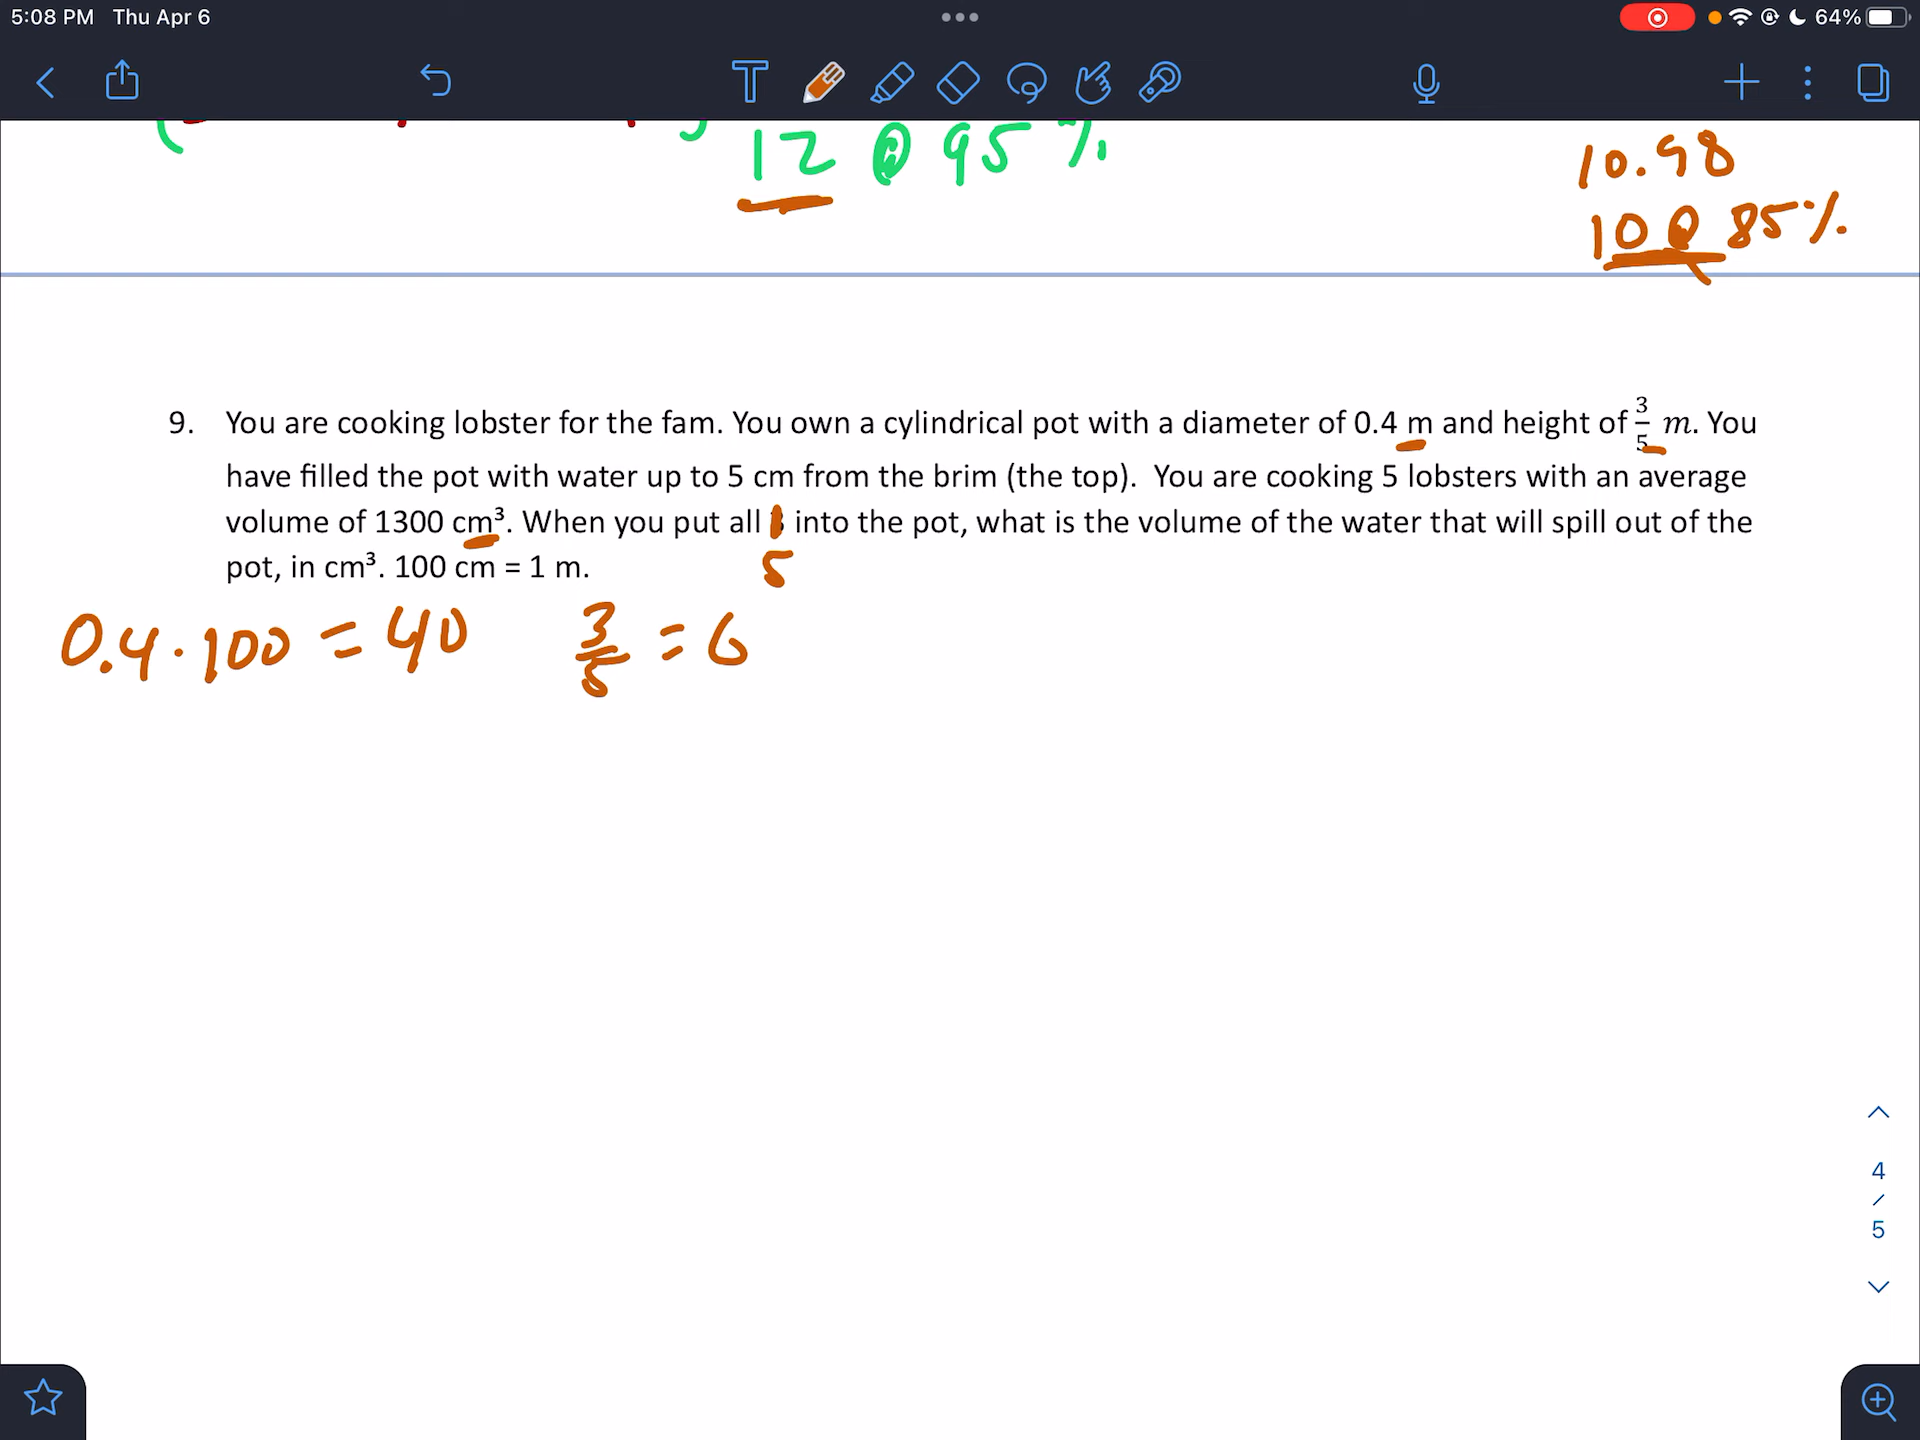 5:08 PM Thu Apr 6
64%
12 @ 95 %
10.98
10 @ 85%
9. You are cooking lobster for the fam. You own a cylindrical pot with a diameter of 0.4 m and height of 3/5 m. You
have filled the pot with water up to 5 cm from the brim (the top). You are cooking 5 lobsters with an average
volume of 1300 cm³. When you put all into the pot, what is the volume of the water that will spill out of the
5
pot, in cm³. 100 cm = 1 m.
0.4 · 100 = 40 3/5 = 6
4
/
5